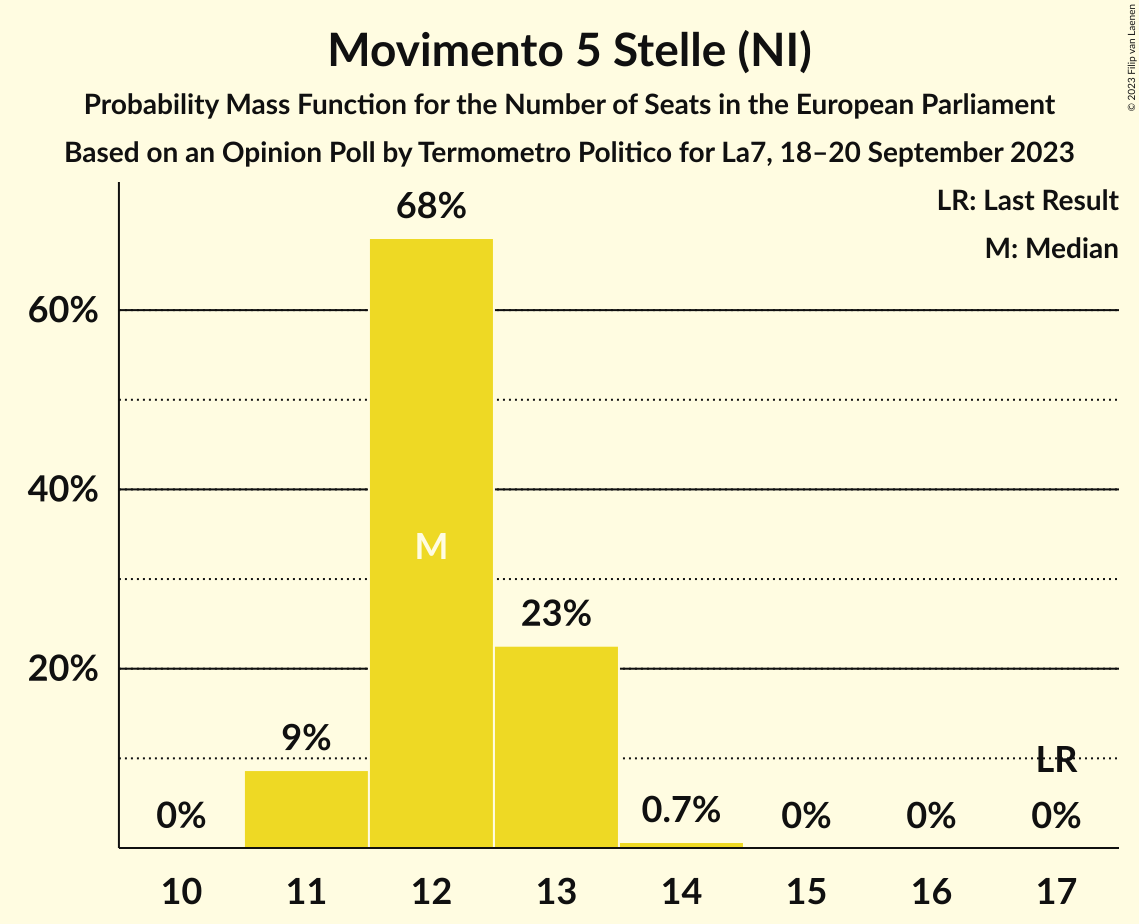 Movimento 5 Stelle (NI)
Probability Mass Function for the Number of Seats in the European Parliament
Based on an Opinion Poll by Termometro Politico for La7, 18–20 September 2023
© 2023 Filip van Laenen
LR: Last Result
M: Median
68%
60%
40%
M
23%
20%
9%
LR
0%
0.7%
0%
0%
0%
10 11 12 13 14 15 16 17